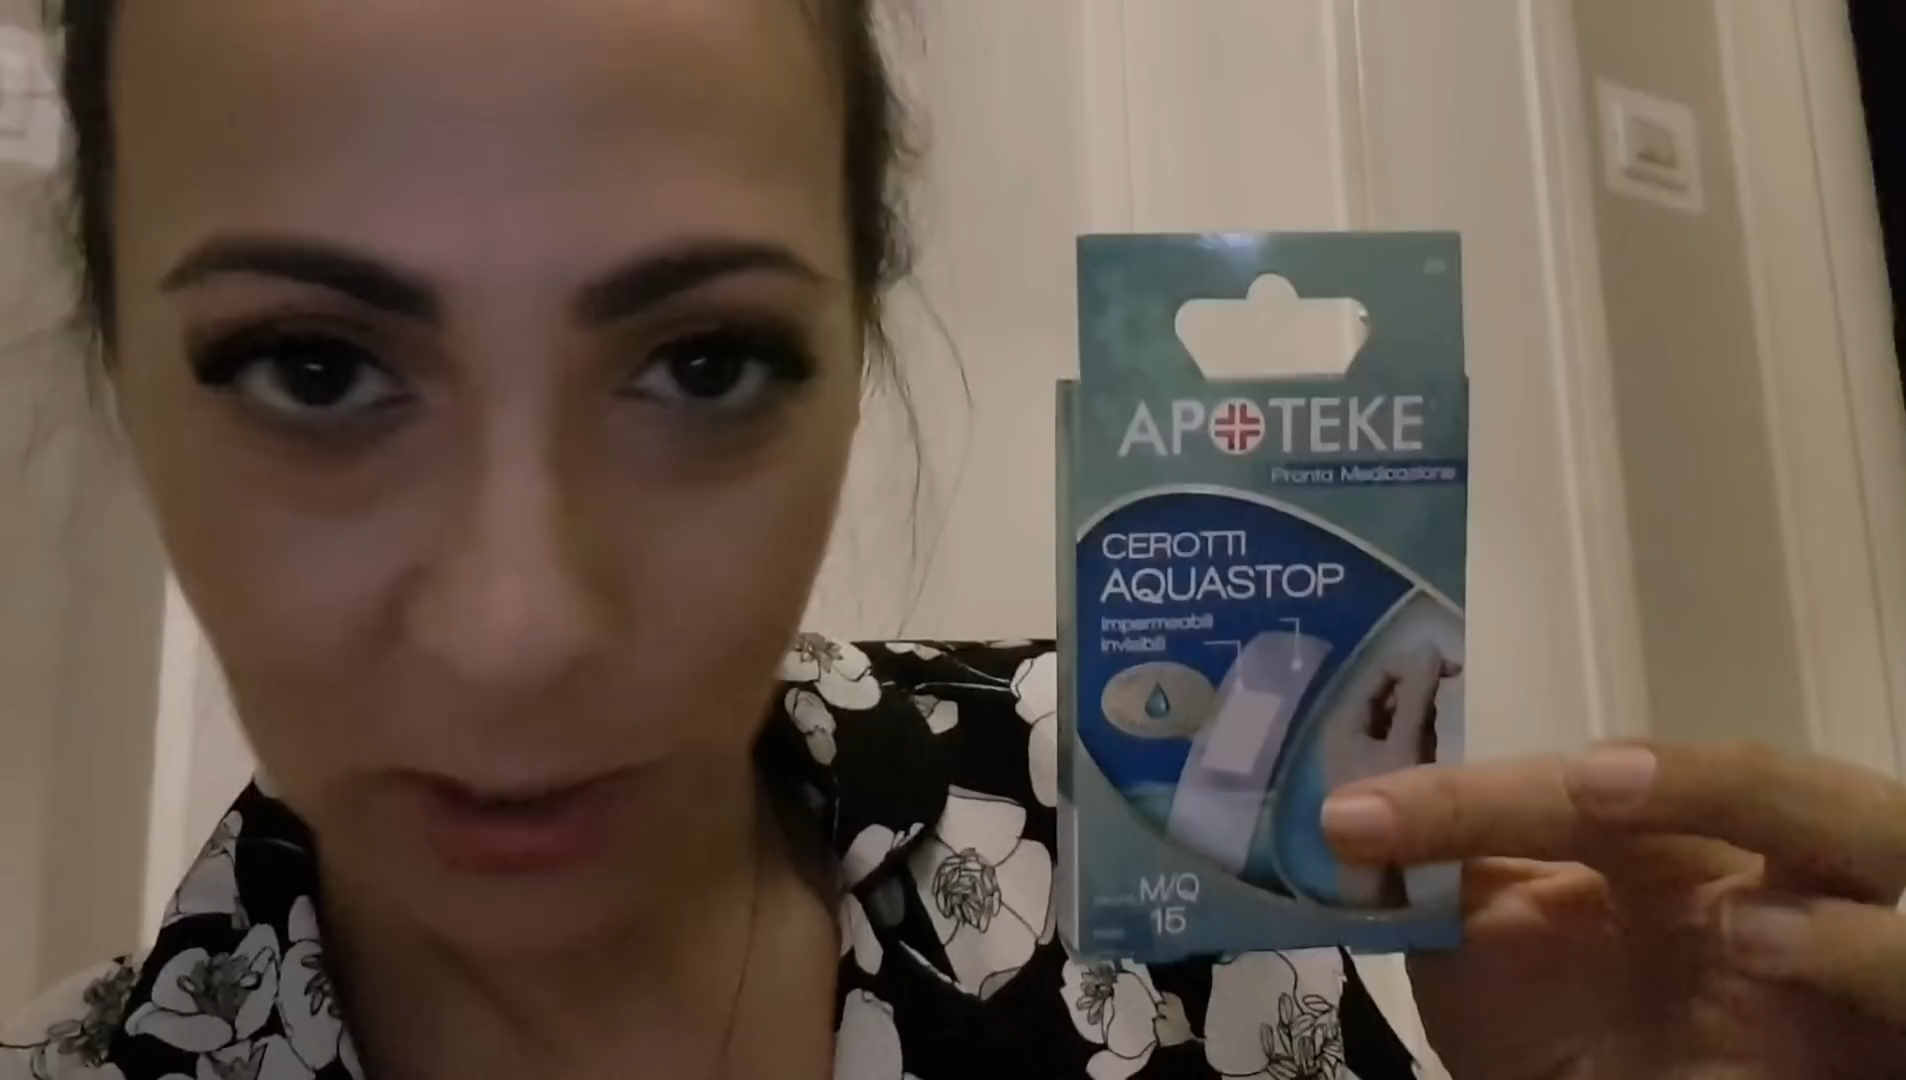 APOTEKE
Pronta Medicazione
CEROTTI
AQUASTOP
Impermeabili
Invisibili
M/Q
15